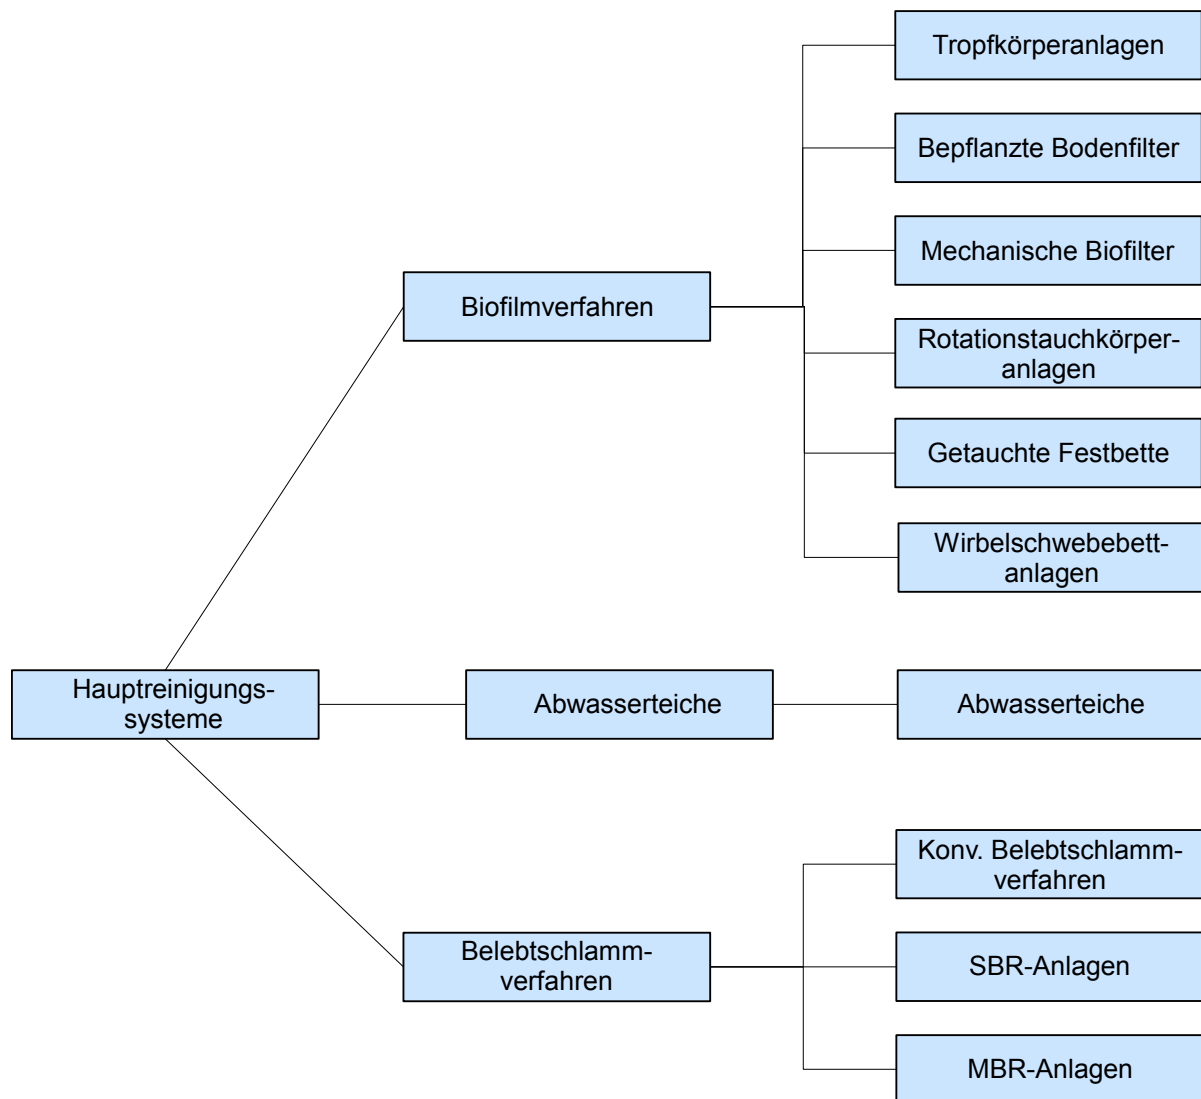 Tropfkörperanlagen
Bepflanzte Bodenfilter
Mechanische Biofilter
Biofilmverfahren
Rotationstauchkörper-
anlagen
Getauchte Festbette
Wirbelschwebebett-
anlagen
Hauptreinigungs-
systeme
Abwasserteiche
Abwasserteiche
Konv. Belebtschlamm-
verfahren
Belebtschlamm-
verfahren
SBR-Anlagen
MBR-Anlagen